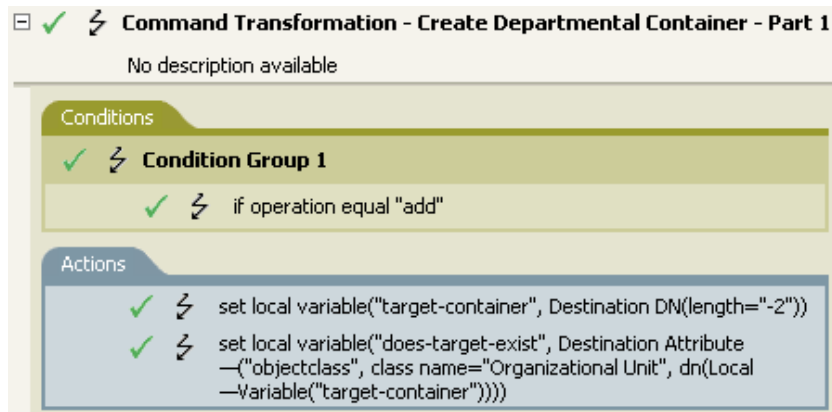 Command Transformation - Create Departmental Container - Part 1
No description available
Conditions
Condition Group 1
if operation equal "add"
Actions
set local variable("target-container", Destination DN(length="-2"))
set local variable("does-target-exist", Destination Attribute
—("objectclass", class name="Organizational Unit", dn(Local
—Variable("target-container"))))